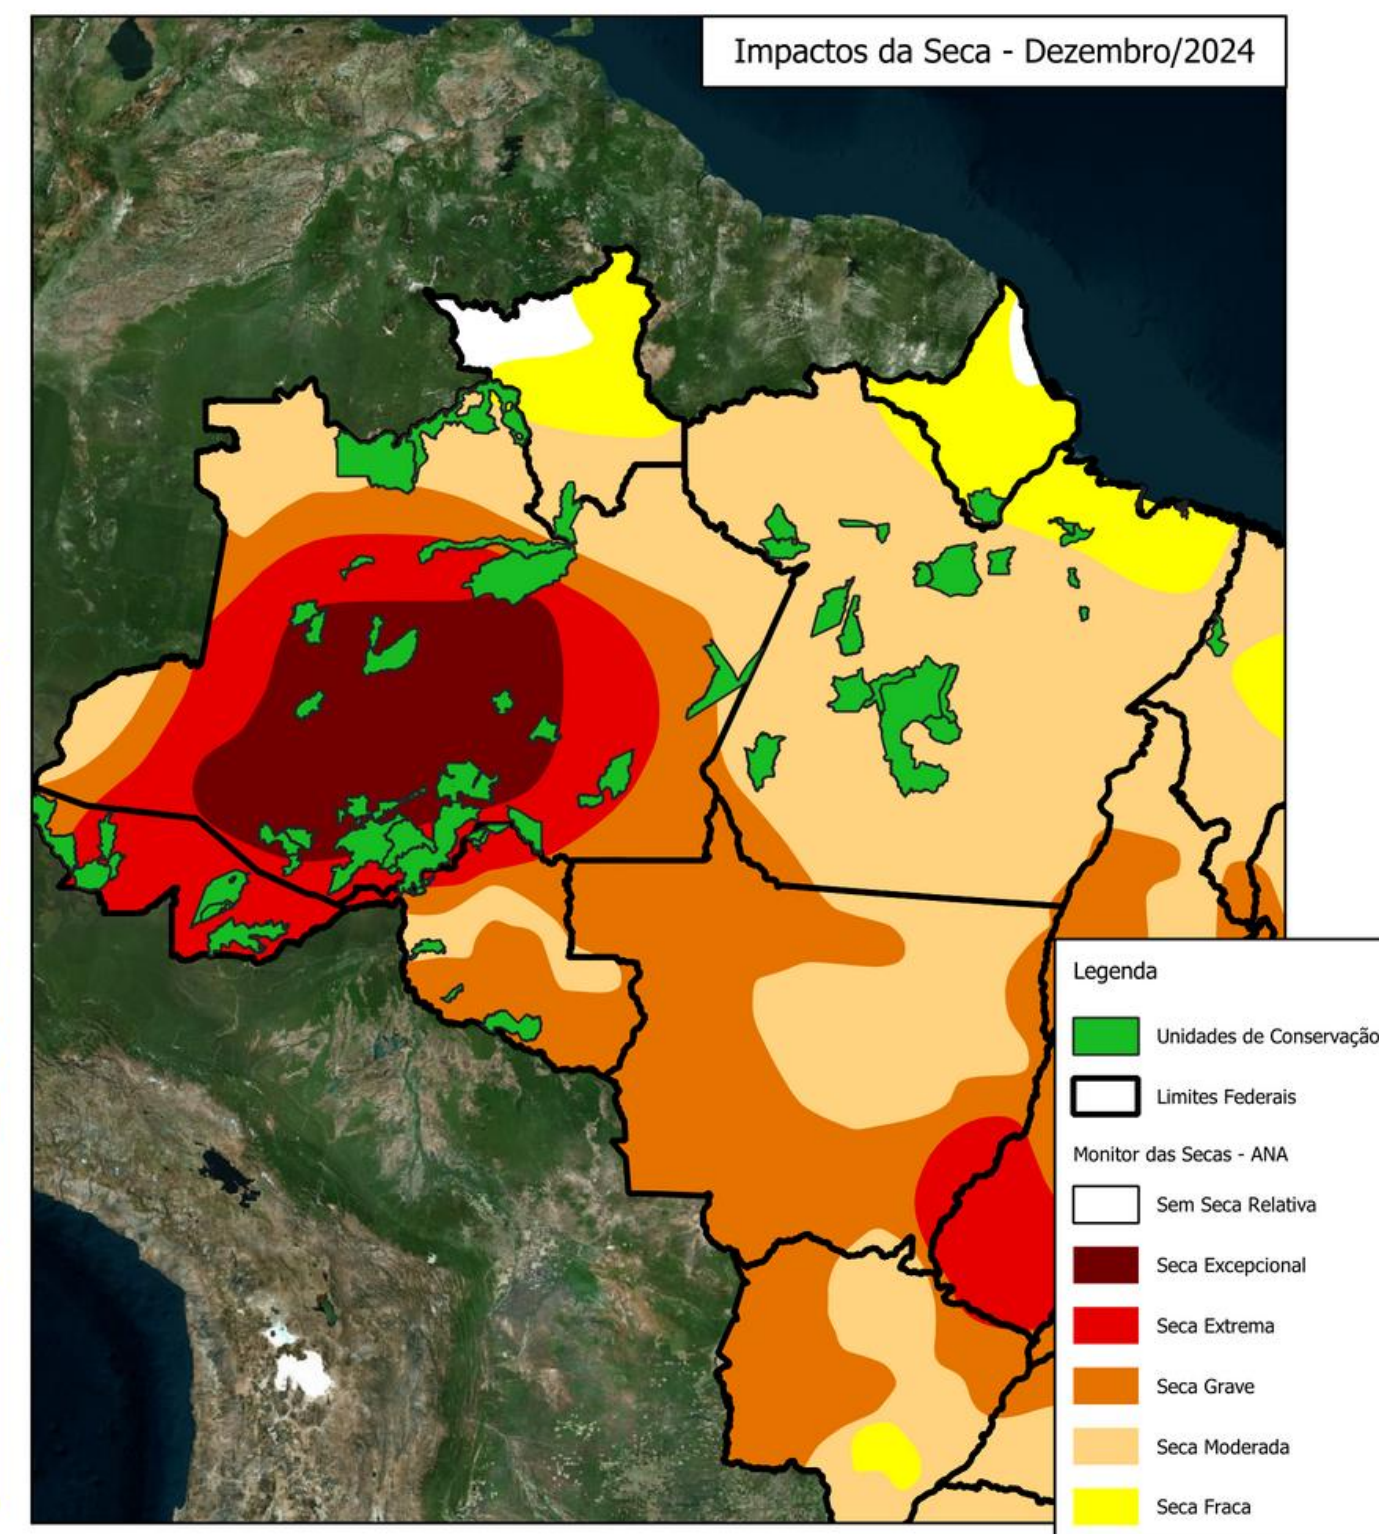 Impactos da Seca - Dezembro/2024
Legenda
Unidades de Conservação
Limites Federais
Monitor das Secas - ANA
Sem Seca Relativa
Seca Excepcional
Seca Extrema
Seca Grave
Seca Moderada
Seca Fraca